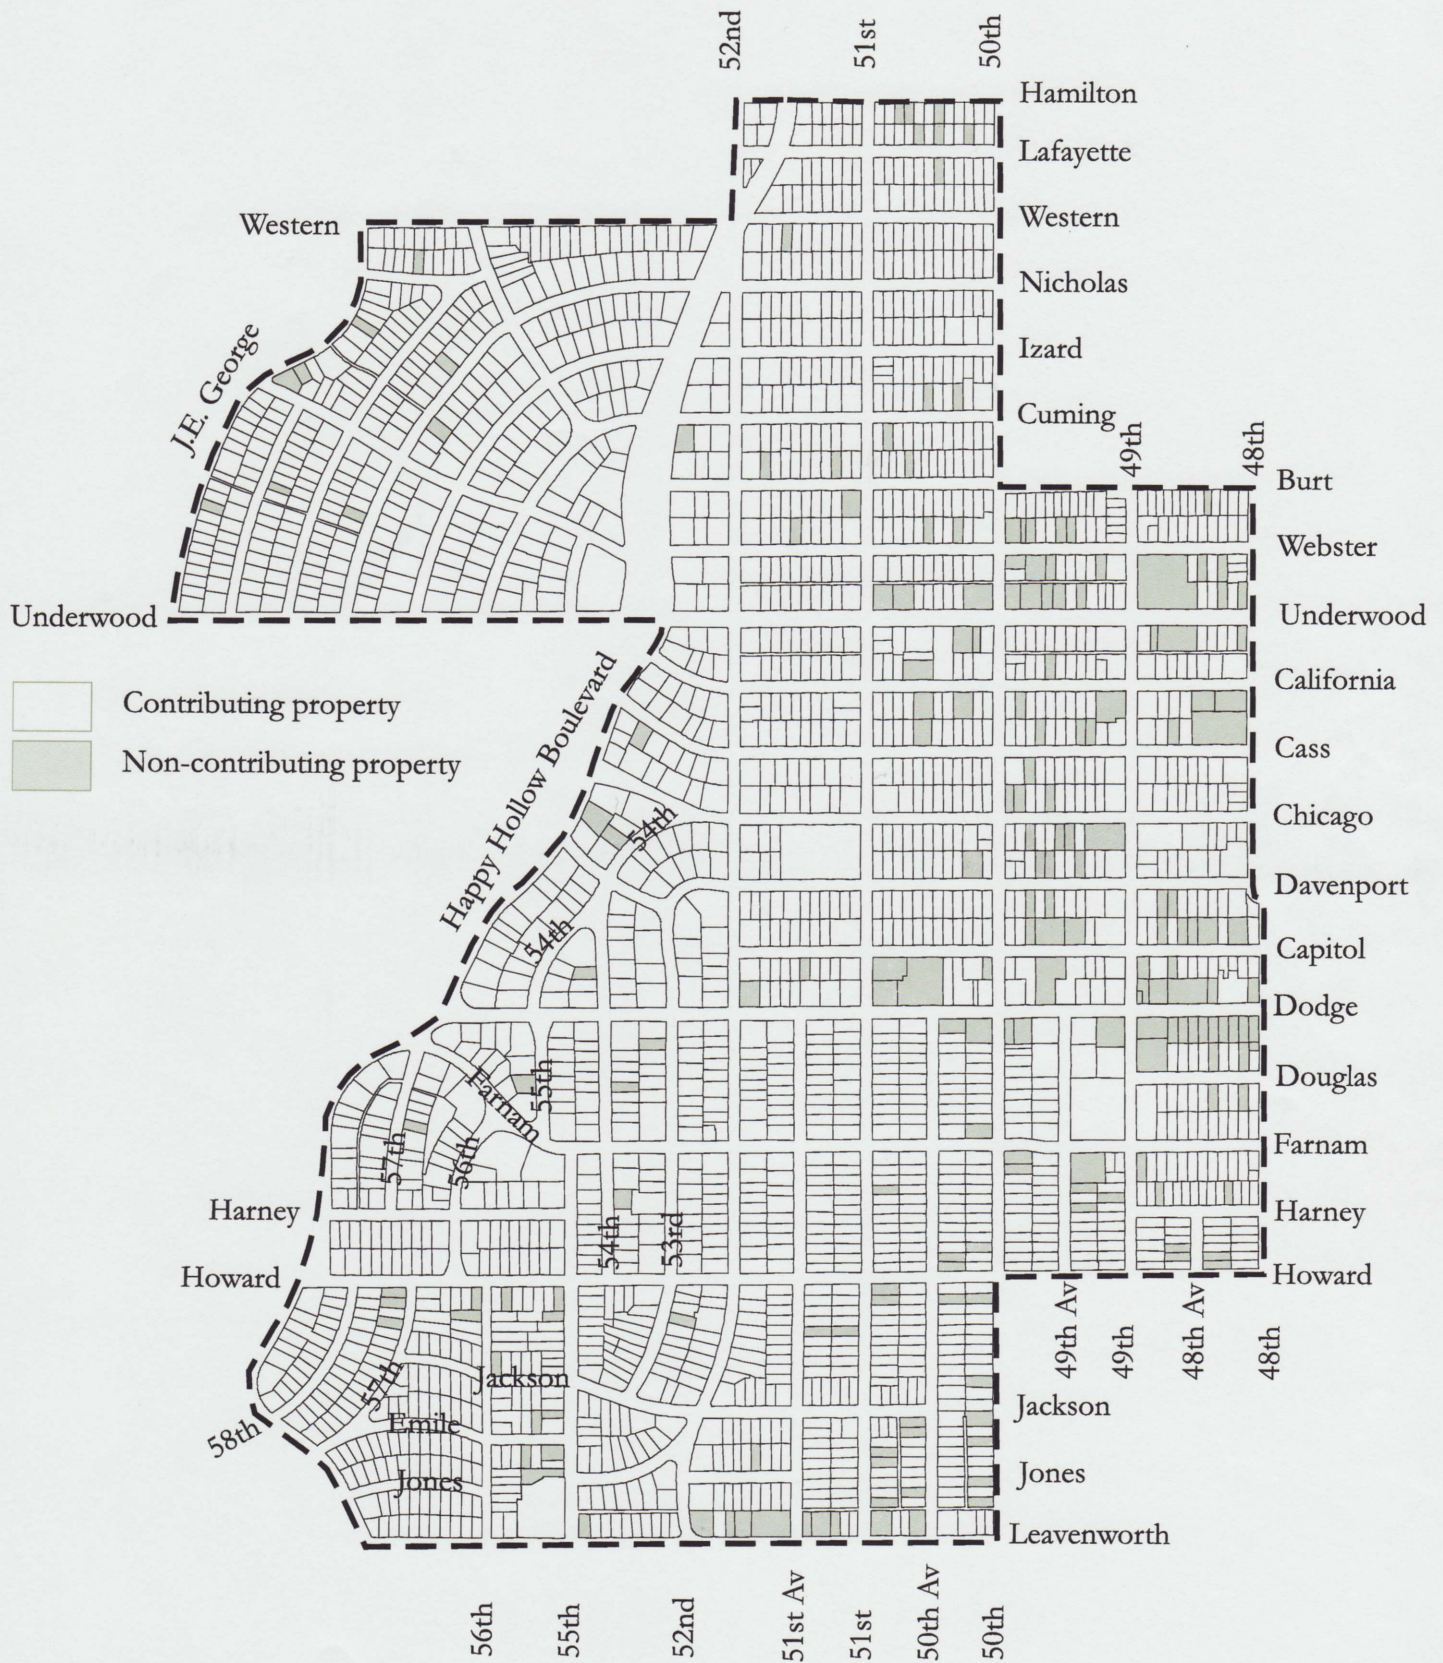 52nd
51st
50th
Hamilton
Lafayette
Western
Western
Nicholas
J.E. George
Izard
Cuming
49th
48th
Burt
Webster
Underwood
Underwood
California
Contributing property
Non-contributing property
Happy Hollow Boulevard
Cass
Chicago
54th
Davenport
54th
Capitol
Dodge
Douglas
Farnam
55th
Farnam
57th
56th
Harney
54th
53rd
Harney
Howard
Howard
49th Av
49th
48th Av
48th
57th
Jackson
Jackson
58th
Emile
Jones
Jones
Leavenworth
56th
55th
52nd
51st Av
51st
50th Av
50th